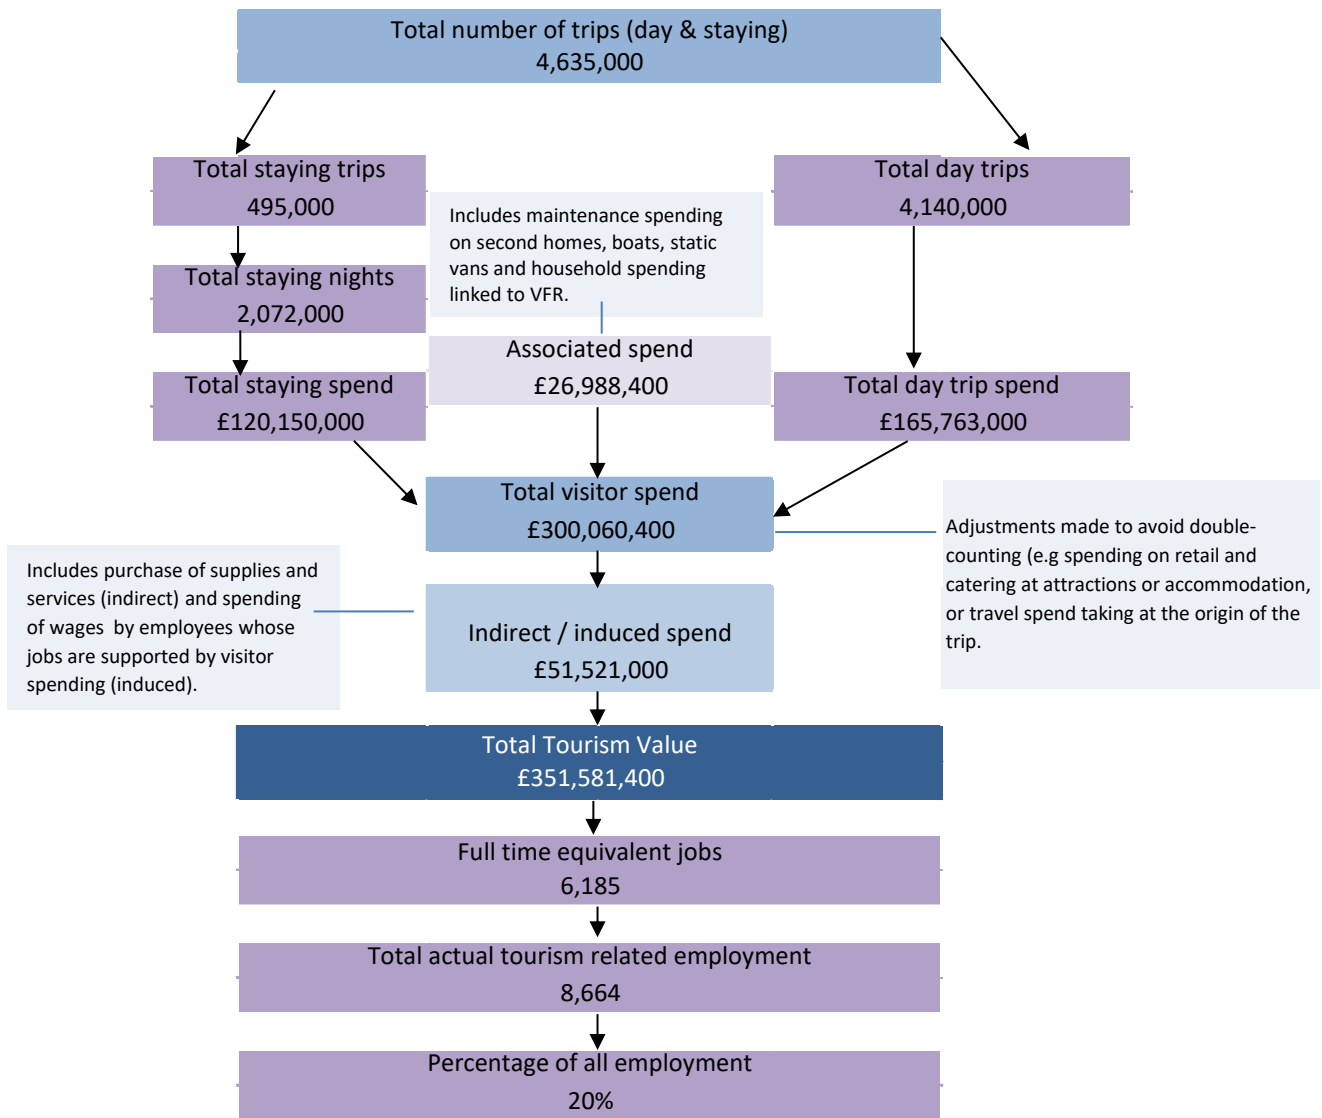 Total number of trips (day & staying)
4,635,000
Total staying trips
495,000
Total day trips
4,140,000
Includes maintenance spending
on second homes, boats, static
vans and household spending
linked to VFR.
Total staying nights
2,072,000
Associated spend
£26,988,400
Total staying spend
£120,150,000
Total day trip spend
£165,763,000
Total visitor spend
£300,060,400
Adjustments made to avoid double-
counting (e.g spending on retail and
catering at attractions or accommodation,
or travel spend taking at the origin of the
trip.
Includes purchase of supplies and
services (indirect) and spending
of wages by employees whose
jobs are supported by visitor
spending (induced).
Indirect / induced spend
£51,521,000
Total Tourism Value
£351,581,400
Full time equivalent jobs
6,185
Total actual tourism related employment
8,664
Percentage of all employment
20%